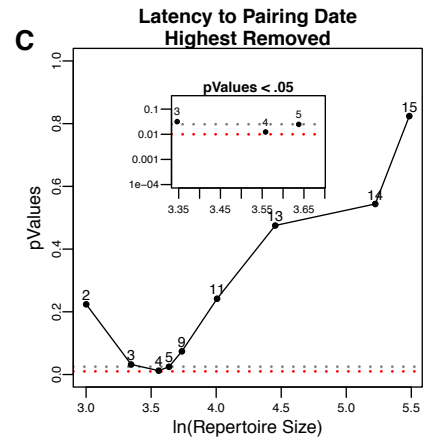 C
Latency to Pairing Date
Highest Removed
pValues
1.0
0.8
0.6
0.4
0.2
0.0
pValues < .05
0.1
0.01
0.001
1e−04
3
4
5
3.35 3.45 3.55 3.65
2
3
4
5
9
11
13
14
15
3.0 3.5 4.0 4.5 5.0 5.5
ln(Repertoire Size)